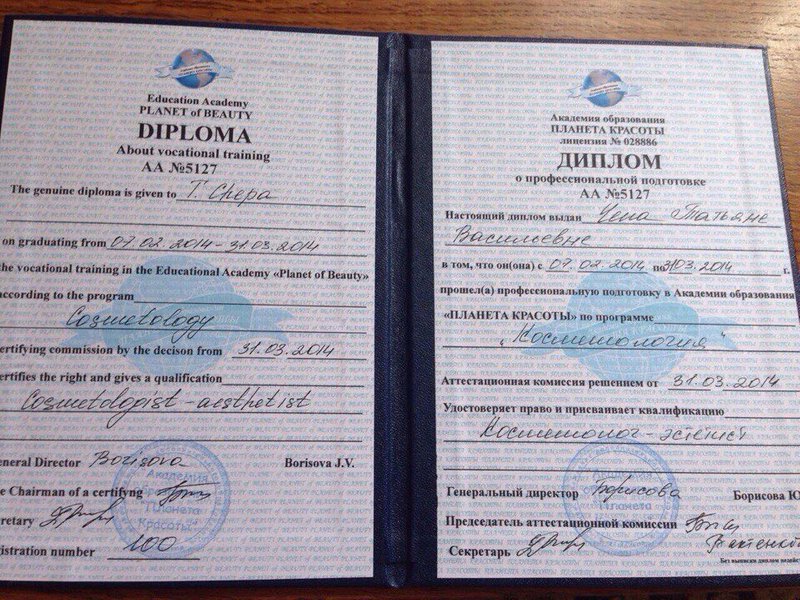 Education Academy
PLANET of BEAUTY
DIPLOMA
About vocational training
AA №5127
The genuine diploma is given to T. Chepa
on graduating from 07.02.2014-31.03.2014
the vocational training in the Educational Academy «Planet of Beauty»
according to the program
Cosmetology
certifying commission by the decison from 31.03.2014
certifies the right and gives a qualification
Cosmetologist-aesthetist
General Director Borisova Borisova J.V.
e Chairman of a certifyng
retary
gistration number 100
Академия образования
ПЛАНЕТА КРАСОТЫ
лицензия № 028886
ДИПЛОМ
о профессиональной подготовке
АА №5127
Настоящий диплом выдан Чепа Татьяне
Васильевне
в том, что он(она) с 07.02.2014 по 31.03.2014 г.
прошел(а) профессиональную подготовку в Академии образования
«ПЛАНЕТА КРАСОТЫ» по программе
"Косметология"
Аттестационная комиссия решением от 31.03.2014
Удостоверяет право и присваивает квалификацию
Косметолог-эстетист
Генеральный директор Борисова Борисова Ю
Председатель аттестационной комиссии
Секретарь
Без выписки диплом